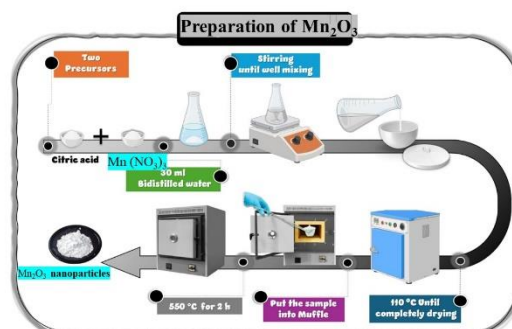 Preparation of Mn₂O₃
Two
Precursors
Stirring
until well mixing
Citric acid
+
Mn (NO₃)₃
30 ml
Bidistilled water
Mn₂O₃ nanoparticles
550 °C for 2 h
Put the sample
into Muffle
110 °C Until
completely drying